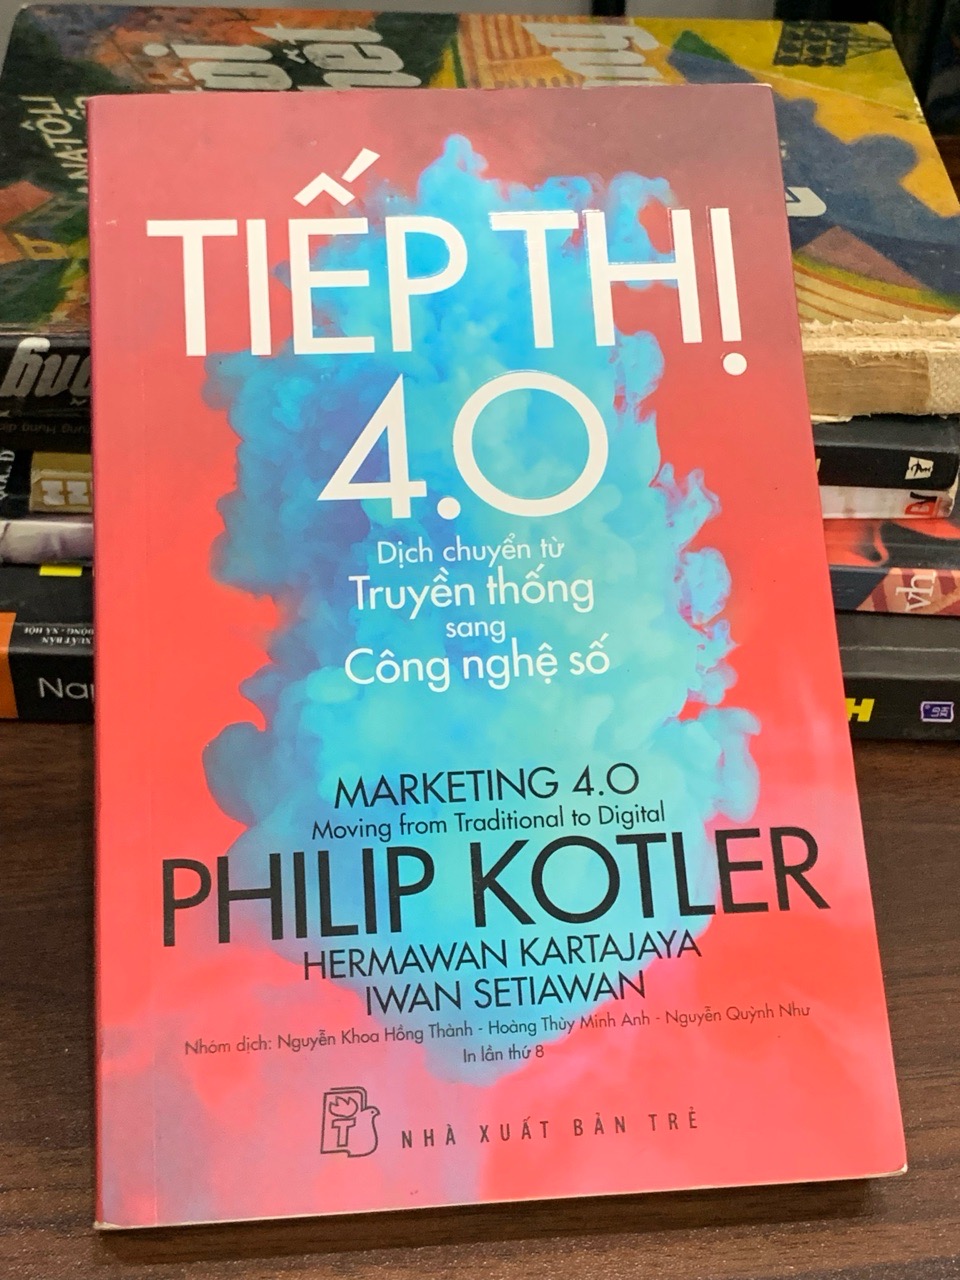 TIẾP THỊ
4.0
Dịch chuyển từ
Truyền thống
sang
Công nghệ số
MARKETING 4.0
Moving from Traditional to Digital
PHILIP KOTLER
HERMAWAN KARTAJAYA
IWAN SETIAWAN
Nhóm dịch: Nguyễn Khoa Hồng Thành - Hoàng Thùy Minh Anh - Nguyễn Quỳnh Như
In lần thứ 8
T
NHÀ XUẤT BẢN TRẺ